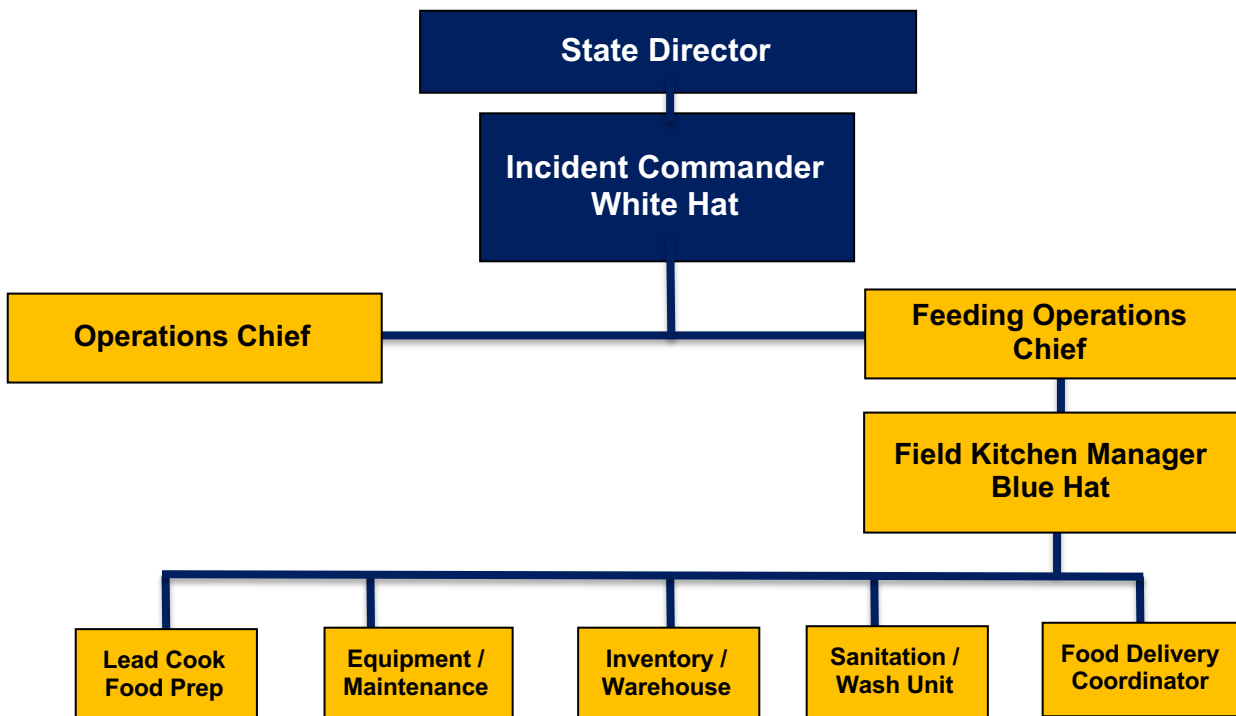 State Director
Incident Commander
White Hat
Operations Chief
Feeding Operations
Chief
Field Kitchen Manager
Blue Hat
Lead Cook
Food Prep
Equipment /
Maintenance
Inventory /
Warehouse
Sanitation /
Wash Unit
Food Delivery
Coordinator